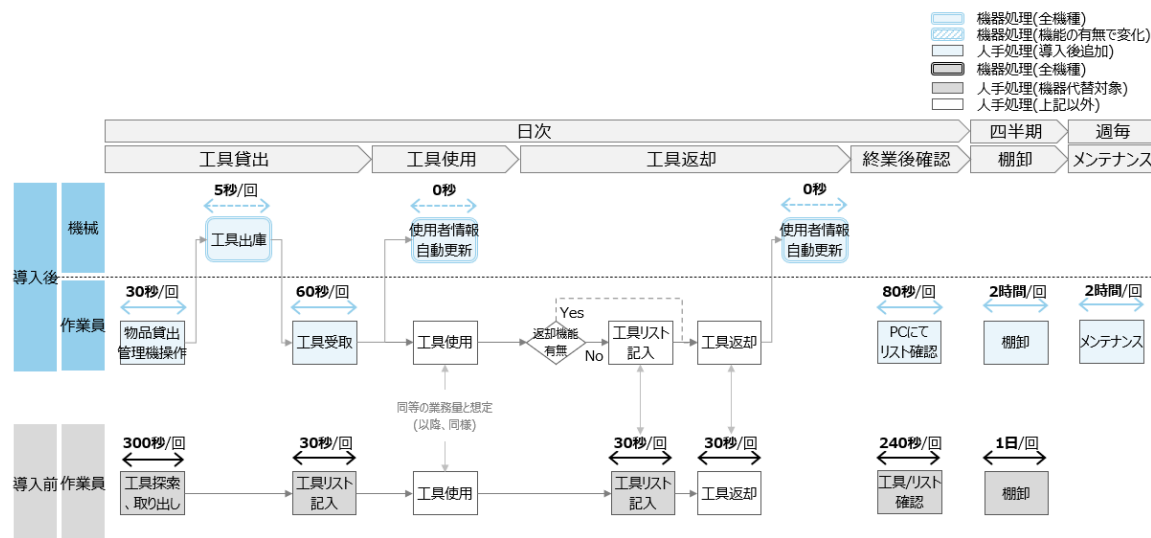 機器処理(全機種)
機器処理(機能の有無で変化)
人手処理(導入後追加)
機器処理(全機種)
人手処理(機器代替対象)
人手処理(上記以外)
日次
四半期
週毎
工具貸出
工具使用
工具返却
終業後確認
棚卸
メンテナンス
導入後
機械
5秒/回
工具出庫
0秒
使用者情報
自動更新
0秒
使用者情報
自動更新
作業員
30秒/回
物品貸出
管理機操作
60秒/回
工具受取
工具使用
返却機能
有無
Yes
No
工具リスト
記入
工具返却
80秒/回
PCにて
リスト確認
2時間/回
棚卸
2時間/回
メンテナンス
同等の業務量と想定
(以降、同様)
導入前
作業員
300秒/回
工具探索
、取り出し
30秒/回
工具リスト
記入
工具使用
30秒/回
工具リスト
記入
30秒/回
工具返却
240秒/回
工具/リスト
確認
1日/回
棚卸